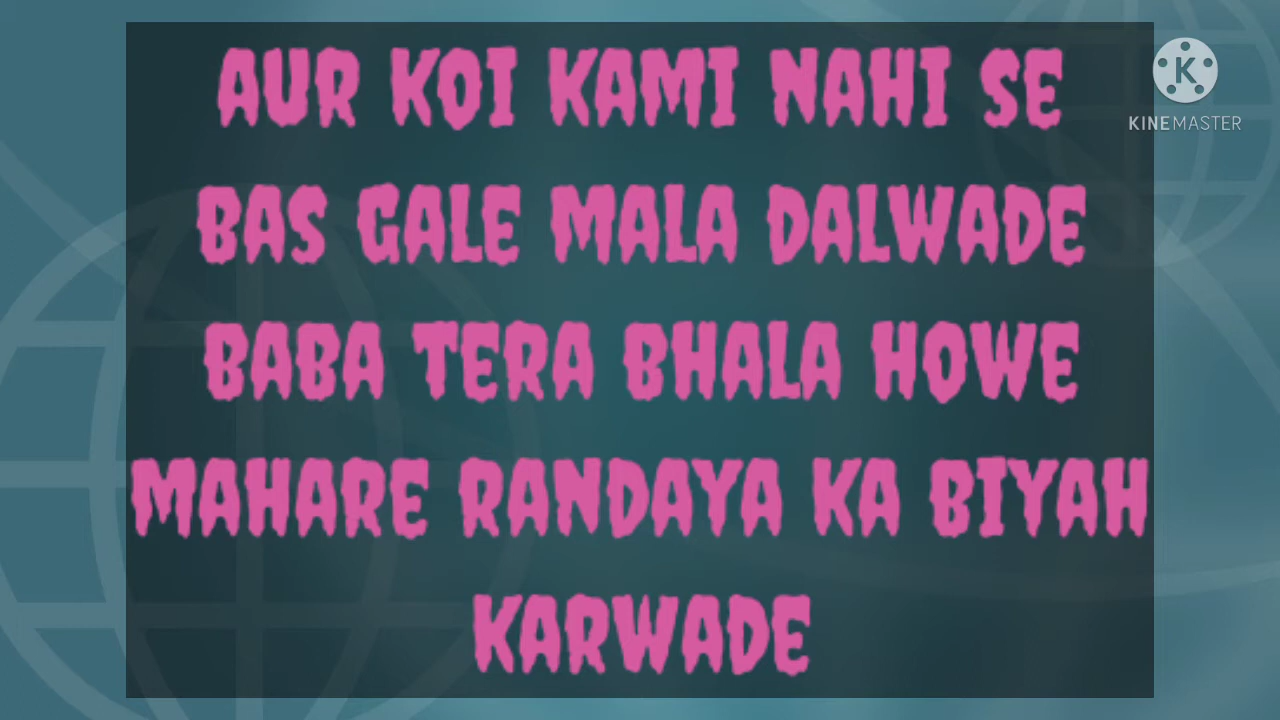 AUR KOI KAMI NAHI SE
BAS GALE MALA DALWADE
BABA TERA BHALA HOWE
MAHARE RANDAYA KA BIYAH
KARWADE
K
KINEMASTER